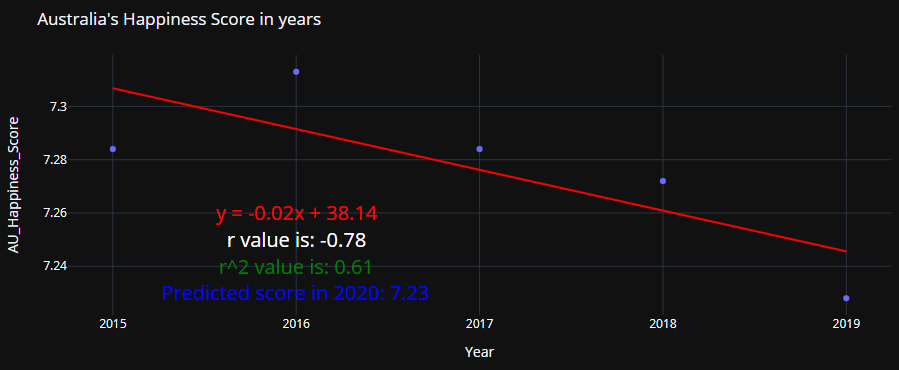 Australia's Happiness Score in years
AU_Happiness_Score
7.3
7.28
7.26
7.24
y = -0.02x + 38.14
r value is: -0.78
r^2 value is: 0.61
Predicted score in 2020: 7.23
2015
2016
2017
2018
2019
Year